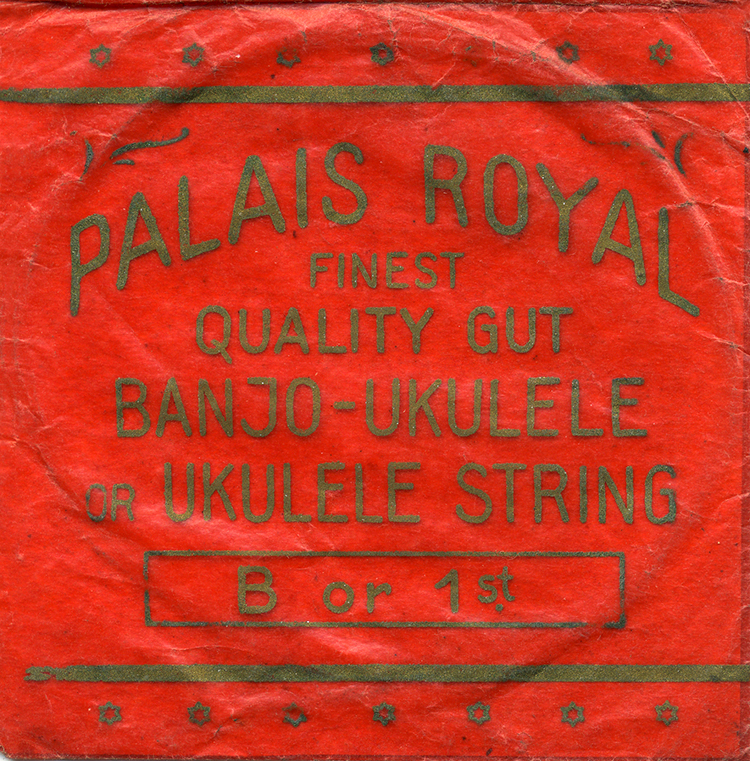 PALAIS ROYAL
FINEST
QUALITY GUT
BANJO-UKULELE
OR UKULELE STRING
B or 1st